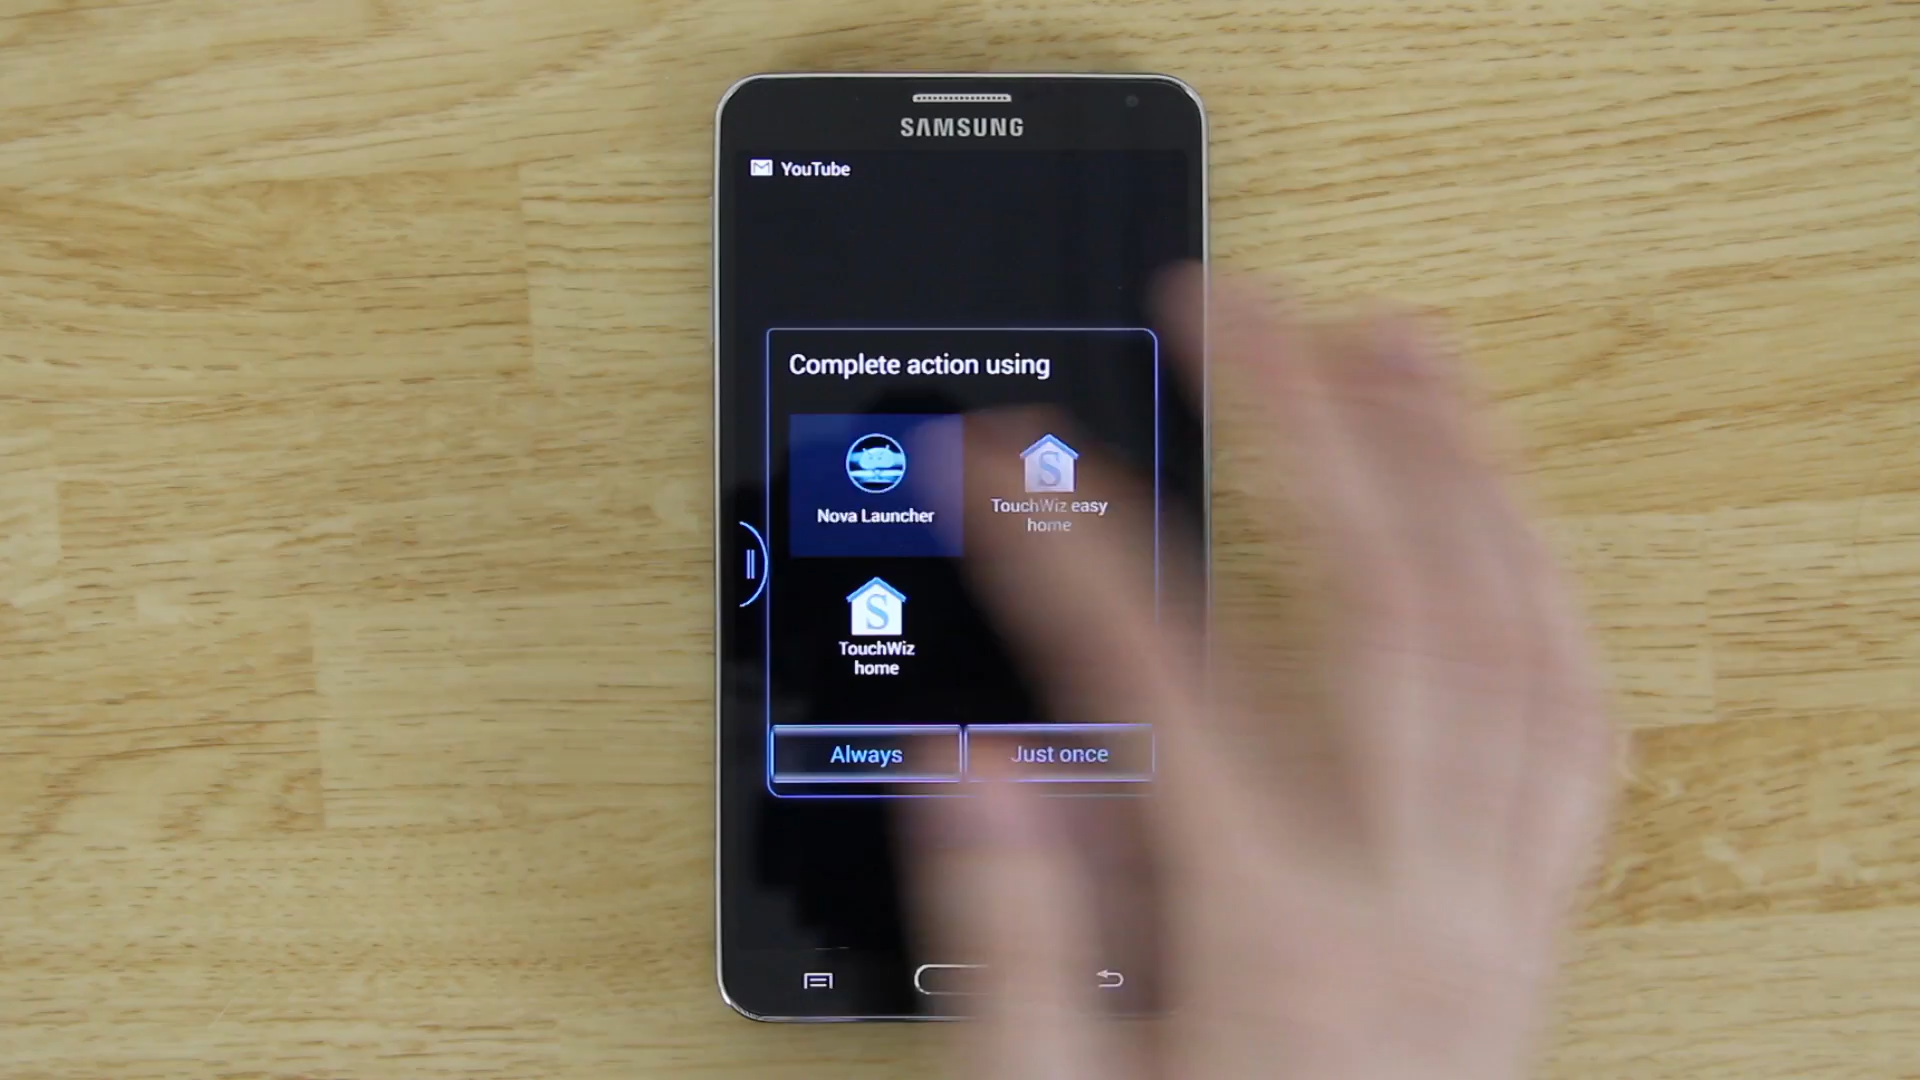 SAMSUNG
YouTube
Complete action using
Nova Launcher
TouchWiz easy
home
TouchWiz
home
Always
Just once